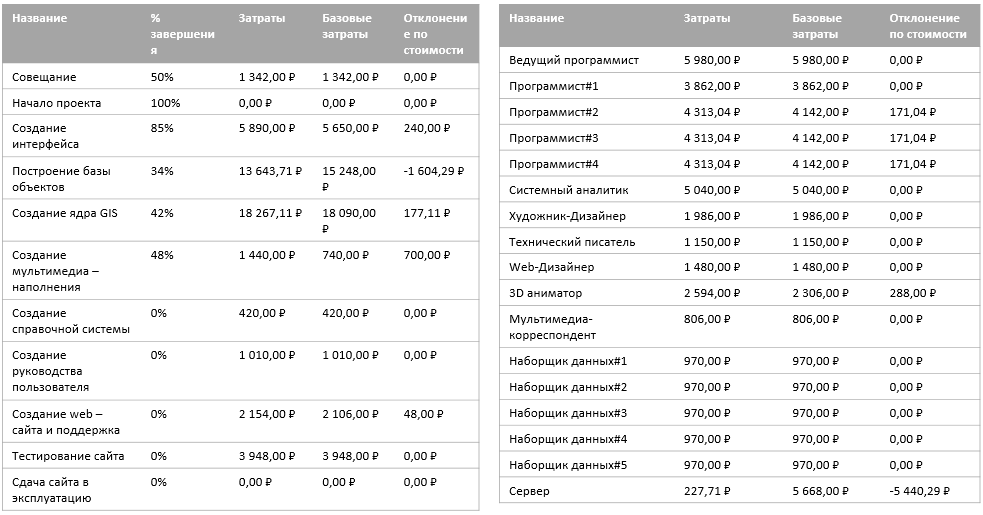 Название % завершени я Затраты Базовые затраты Отклонени е по стоимости
Совещание 50% 1 342,00 ₽ 1 342,00 ₽ 0,00 ₽
Начало проекта 100% 0,00 ₽ 0,00 ₽ 0,00 ₽
Создание интерфейса 85% 5 890,00 ₽ 5 650,00 ₽ 240,00 ₽
Построение базы объектов 34% 13 643,71 ₽ 15 248,00 ₽ -1 604,29 ₽
Создание ядра GIS 42% 18 267,11 ₽ 18 090,00 ₽ 177,11 ₽
Создание мультимедиа – наполнения 48% 1 440,00 ₽ 740,00 ₽ 700,00 ₽
Создание справочной системы 0% 420,00 ₽ 420,00 ₽ 0,00 ₽
Создание руководства пользователя 0% 1 010,00 ₽ 1 010,00 ₽ 0,00 ₽
Создание web – сайта и поддержка 0% 2 154,00 ₽ 2 106,00 ₽ 48,00 ₽
Тестирование сайта 0% 3 948,00 ₽ 3 948,00 ₽ 0,00 ₽
Сдача сайта в эксплуатацию 0% 0,00 ₽ 0,00 ₽ 0,00 ₽
Название Затраты Базовые затраты Отклонение по стоимости
Ведущий программист 5 980,00 ₽ 5 980,00 ₽ 0,00 ₽
Программист#1 3 862,00 ₽ 3 862,00 ₽ 0,00 ₽
Программист#2 4 313,04 ₽ 4 142,00 ₽ 171,04 ₽
Программист#3 4 313,04 ₽ 4 142,00 ₽ 171,04 ₽
Программист#4 4 313,04 ₽ 4 142,00 ₽ 171,04 ₽
Системный аналитик 5 040,00 ₽ 5 040,00 ₽ 0,00 ₽
Художник-Дизайнер 1 986,00 ₽ 1 986,00 ₽ 0,00 ₽
Технический писатель 1 150,00 ₽ 1 150,00 ₽ 0,00 ₽
Web-Дизайнер 1 480,00 ₽ 1 480,00 ₽ 0,00 ₽
3D аниматор 2 594,00 ₽ 2 306,00 ₽ 288,00 ₽
Мультимедиа-корреспондент 806,00 ₽ 806,00 ₽ 0,00 ₽
Наборщик данных#1 970,00 ₽ 970,00 ₽ 0,00 ₽
Наборщик данных#2 970,00 ₽ 970,00 ₽ 0,00 ₽
Наборщик данных#3 970,00 ₽ 970,00 ₽ 0,00 ₽
Наборщик данных#4 970,00 ₽ 970,00 ₽ 0,00 ₽
Наборщик данных#5 970,00 ₽ 970,00 ₽ 0,00 ₽
Сервер 227,71 ₽ 5 668,00 ₽ -5 440,29 ₽